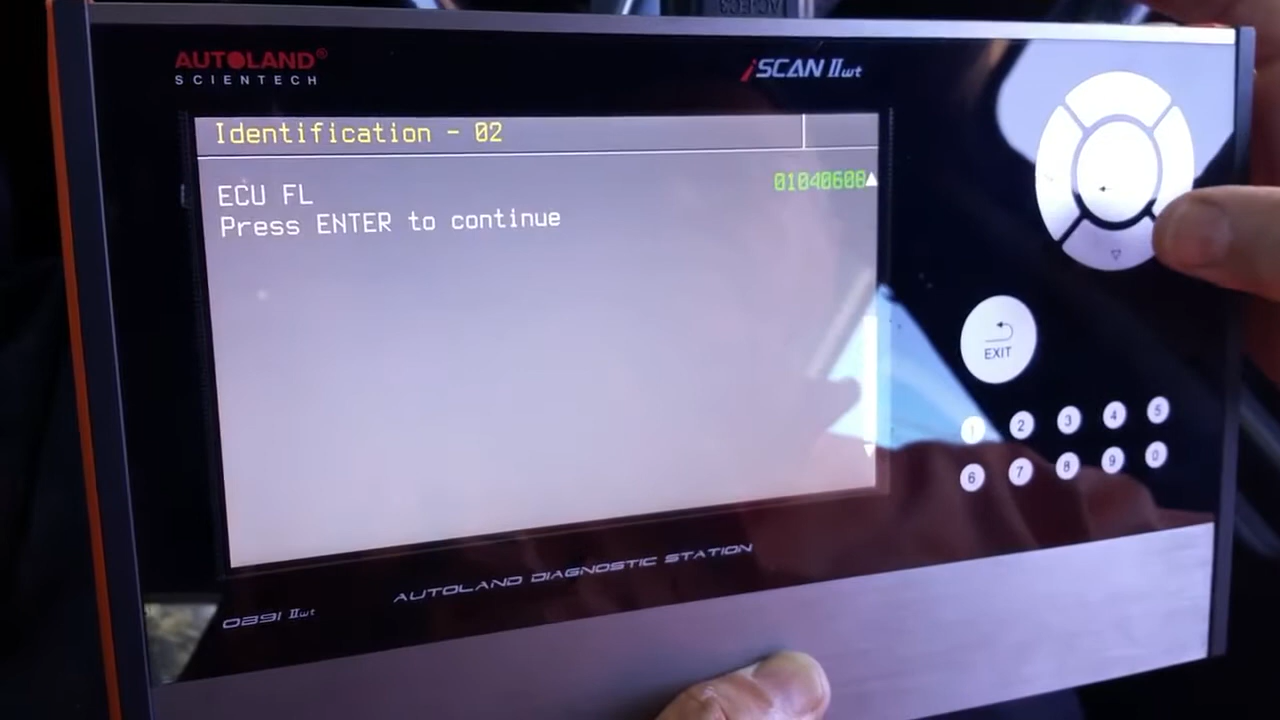 AUTOLAND®
SCIENTECH
iSCAN IIwt
Identification - 02
01040608
ECU FL
Press ENTER to continue
EXIT
1 2 3 4 5
6 7 8 9 0
AUTOLAND DIAGNOSTIC STATION
OB91 IIwt